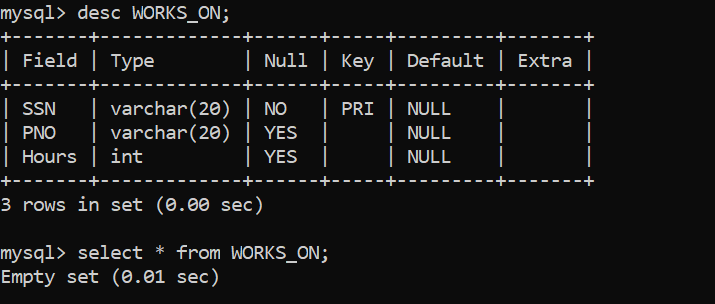 mysql> desc WORKS_ON;
+-------+-------------+------+-----+---------+-------+
| Field | Type        | Null | Key | Default | Extra |
+-------+-------------+------+-----+---------+-------+
| SSN   | varchar(20) | NO   | PRI | NULL    |       |
| PNO   | varchar(20) | YES  |     | NULL    |       |
| Hours | int         | YES  |     | NULL    |       |
+-------+-------------+------+-----+---------+-------+
3 rows in set (0.00 sec)
mysql> select * from WORKS_ON;
Empty set (0.01 sec)